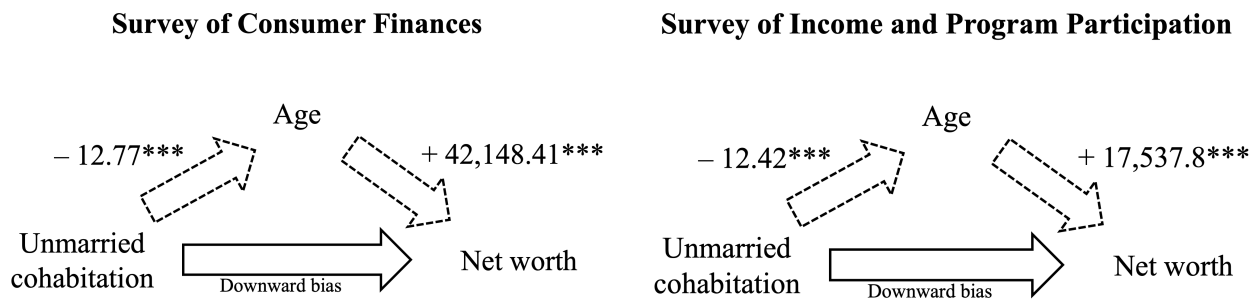 Survey of Consumer Finances
Age
– 12.77***
+ 42,148.41***
Unmarried
cohabitation
Net worth
Downward bias
Survey of Income and Program Participation
Age
– 12.42***
+ 17,537.8***
Unmarried
cohabitation
Net worth
Downward bias